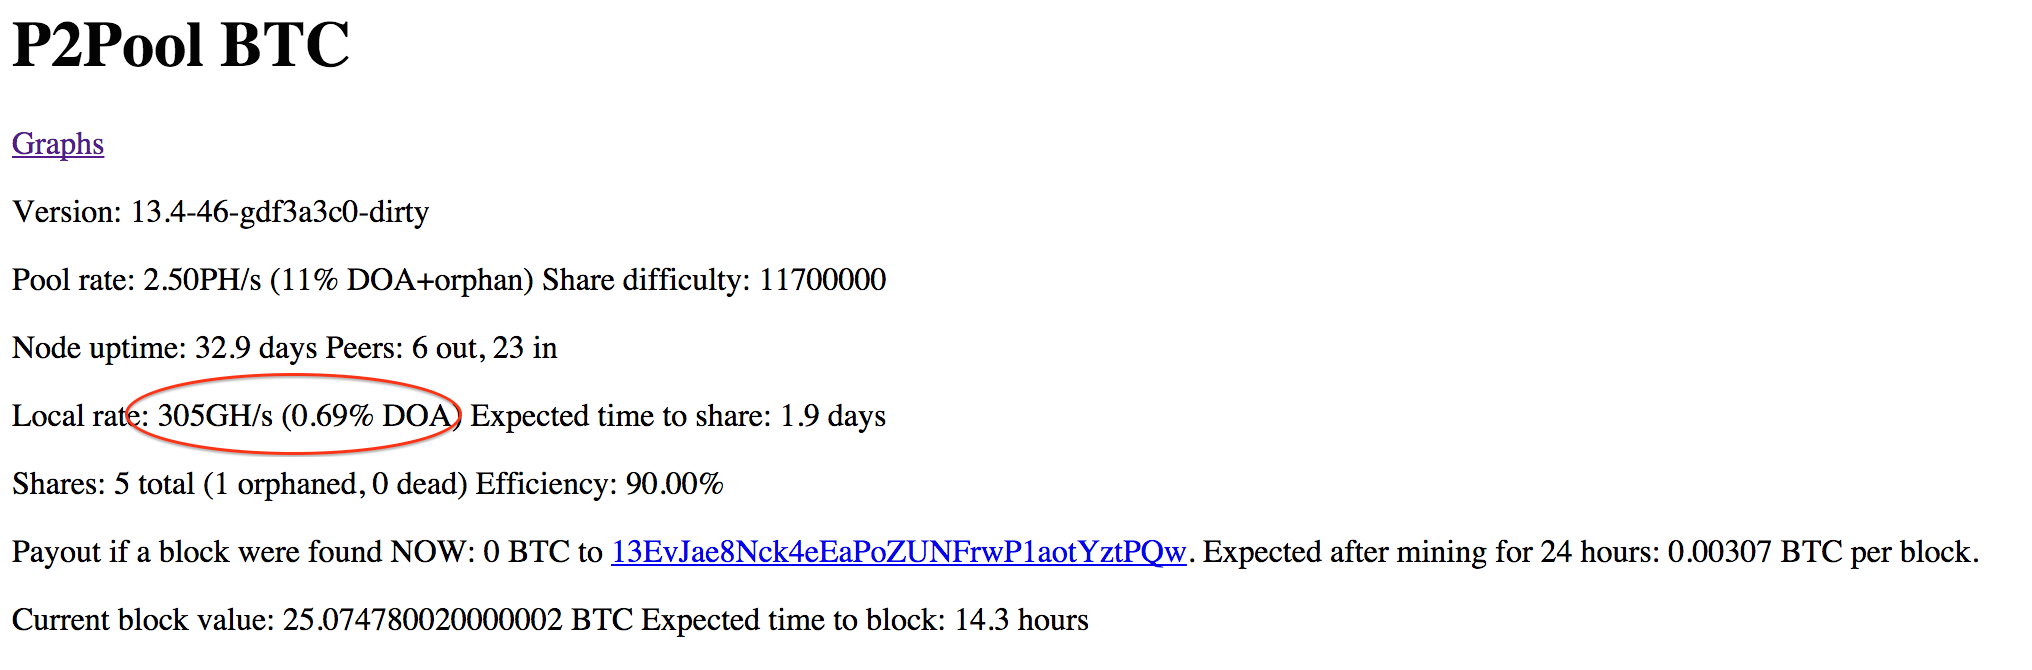 P2Pool BTC
Graphs
Version: 13.4-46-gdf3a3c0-dirty
Pool rate: 2.50PH/s (11% DOA+orphan) Share difficulty: 11700000
Node uptime: 32.9 days Peers: 6 out, 23 in
Local rate: 305GH/s (0.69% DOA) Expected time to share: 1.9 days
Shares: 5 total (1 orphaned, 0 dead) Efficiency: 90.00%
Payout if a block were found NOW: 0 BTC to 13EvJae8Nck4eEaPoZUNFrwP1aotYztPQw. Expected after mining for 24 hours: 0.00307 BTC per block.
Current block value: 25.074780020000002 BTC Expected time to block: 14.3 hours